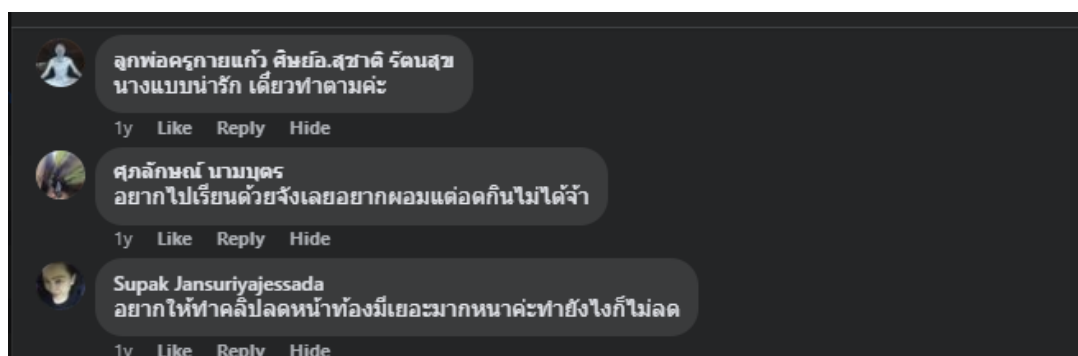 ลูกพ่อครูกายแก้ว ศิษย์อ.สุชาติ รัตนสุข
นางแบบน่ารัก เดี๋ยวทำตามค่ะ
1y Like Reply Hide
ศุภลักษณ์ นามบุตร
อยากไปเรียนด้วยจังเลยอยากผอมแต่อดกินไม่ได้จ้า
1y Like Reply Hide
Supak Jansuriyajessada
อยากให้ทำคลิปลดหน้าท้องมีเยอะมากหนาค่ะทำยังไงก็ไม่ลด
1y Like Reply Hide